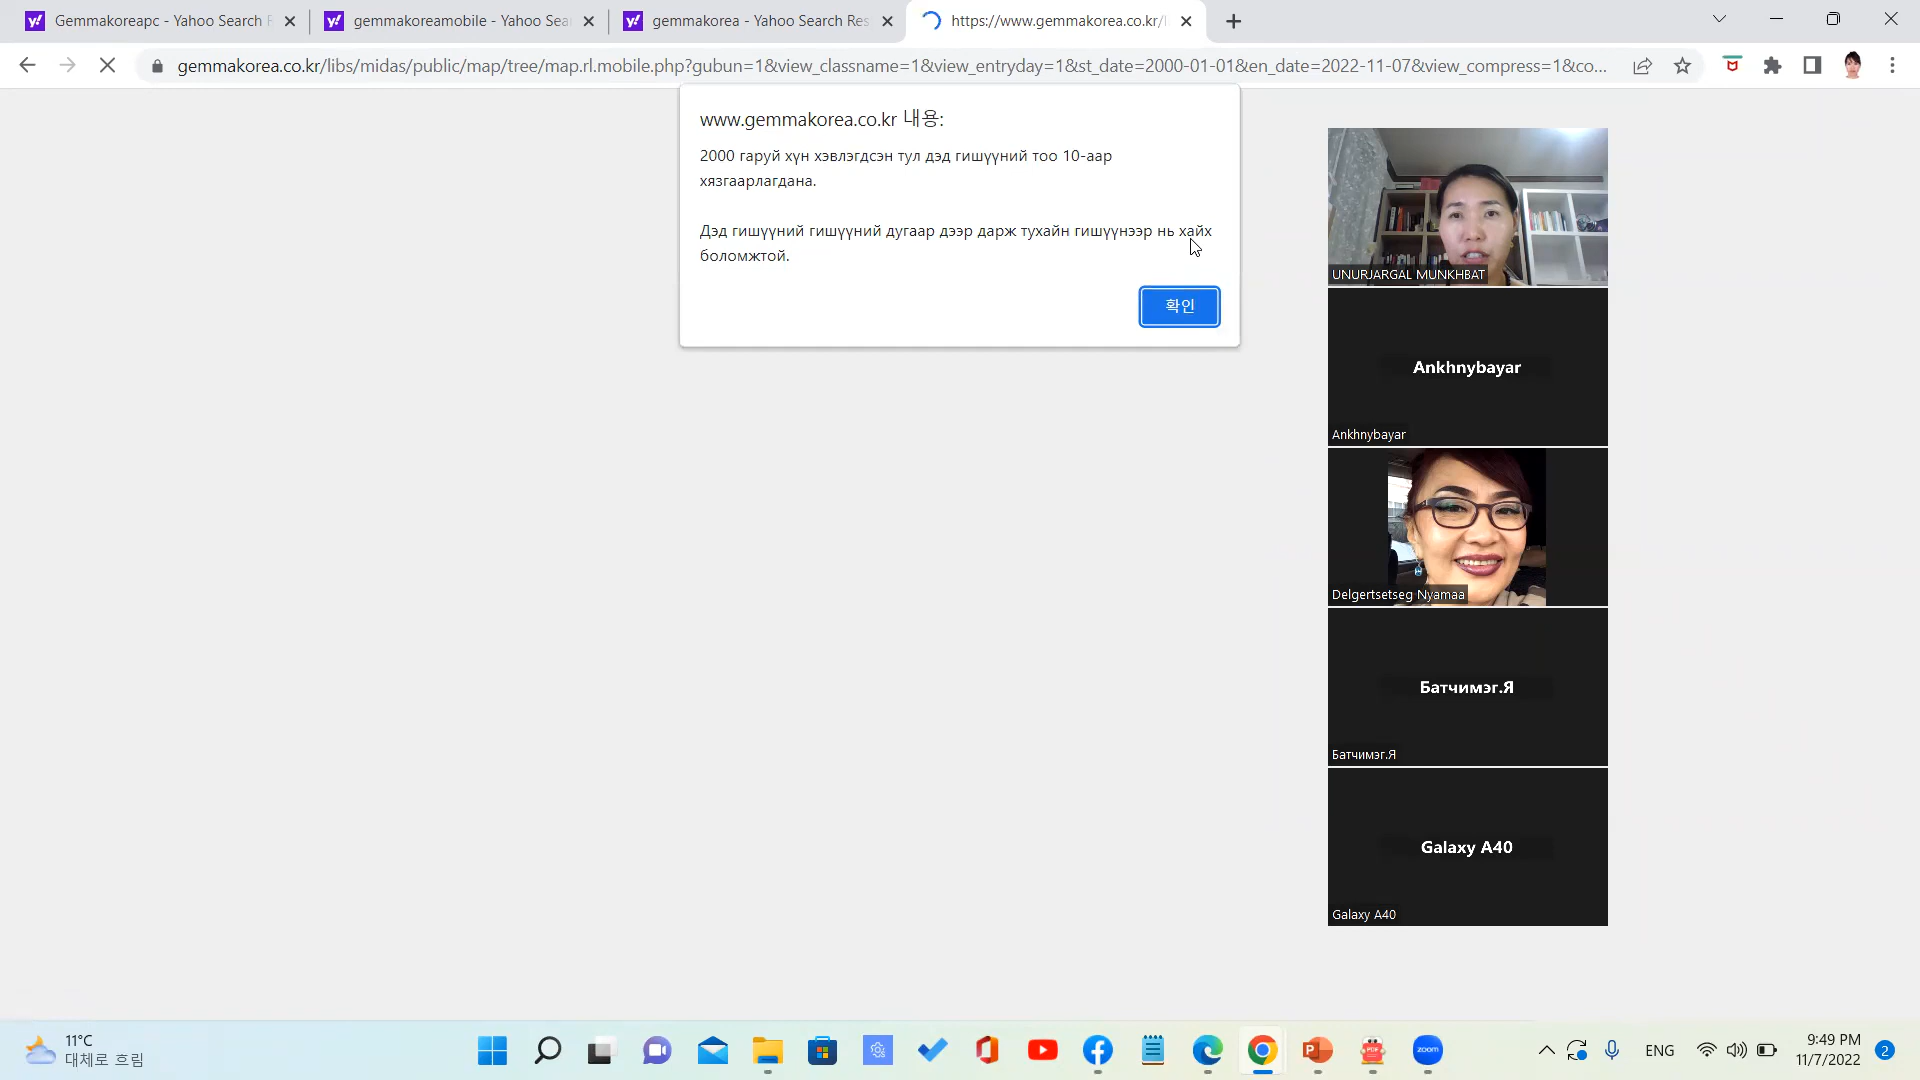 Gemmakoreapc - Yahoo Search R
gemmakoreamobile - Yahoo Sea
gemmakorea - Yahoo Search Res
https://www.gemmakorea.co.kr/l
gemmakorea.co.kr/libs/midas/public/map/tree/map.rl.mobile.php?gubun=1&view_classname=1&view_entryday=1&st_date=2000-01-01&en_date=2022-11-07&view_compress=1&co...
www.gemmakorea.co.kr 내용:
2000 гаруй хүн хэвлэгдсэн тул дэд гишүүний тоо 10-аар
хязгаарлагдана.
Дэд гишүүний гишүүний дугаар дээр дарж тухайн гишүүнээр нь хайх
боломжтой.
확인
UNURJARGAL MUNKHBAT
Ankhnybayar
Ankhnybayar
Delgertsetseg Nyamaa
Батчимэг.Я
Батчимэг.Я
Galaxy A40
Galaxy A40
11°C
대체로 흐림
zoom
ENG
9:49 PM
11/7/2022
2